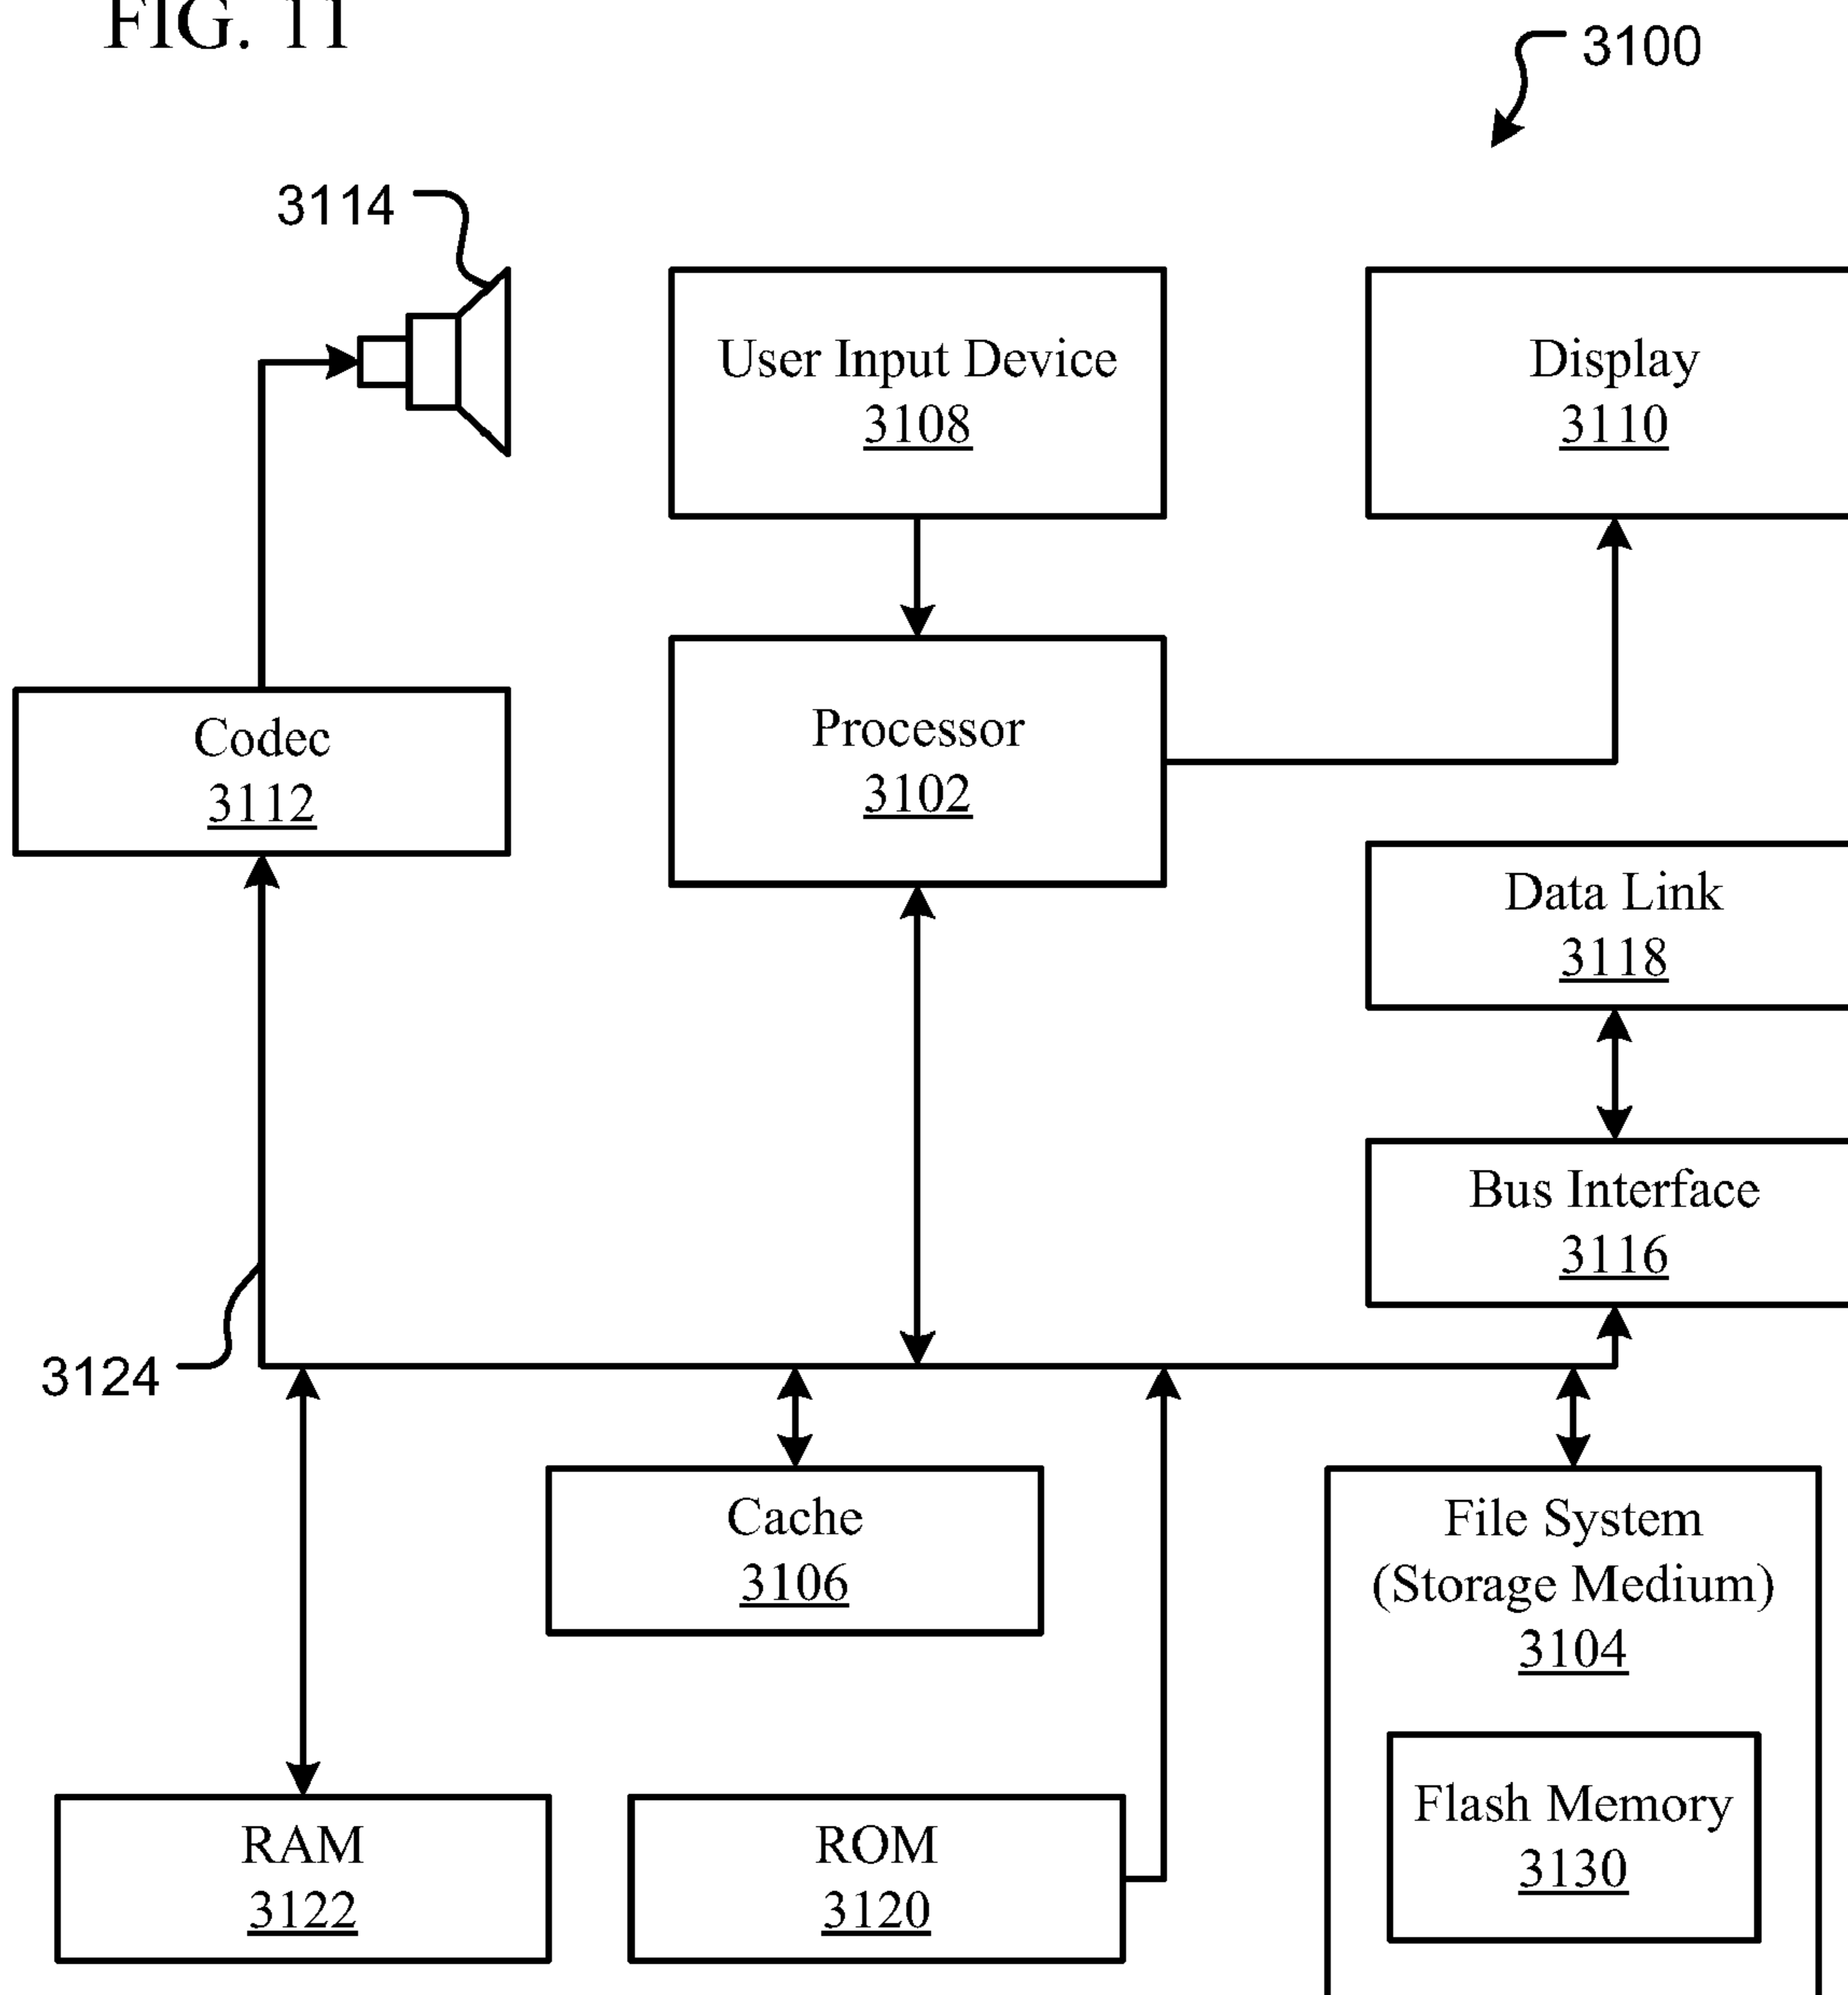 FIG. 11
3100
3114
User Input Device
3108
Display
3110
Codec
3112
Processor
3102
Data Link
3118
Bus Interface
3116
3124
Cache
3106
File System
(Storage Medium)
3104
Flash Memory
3130
RAM
3122
ROM
3120